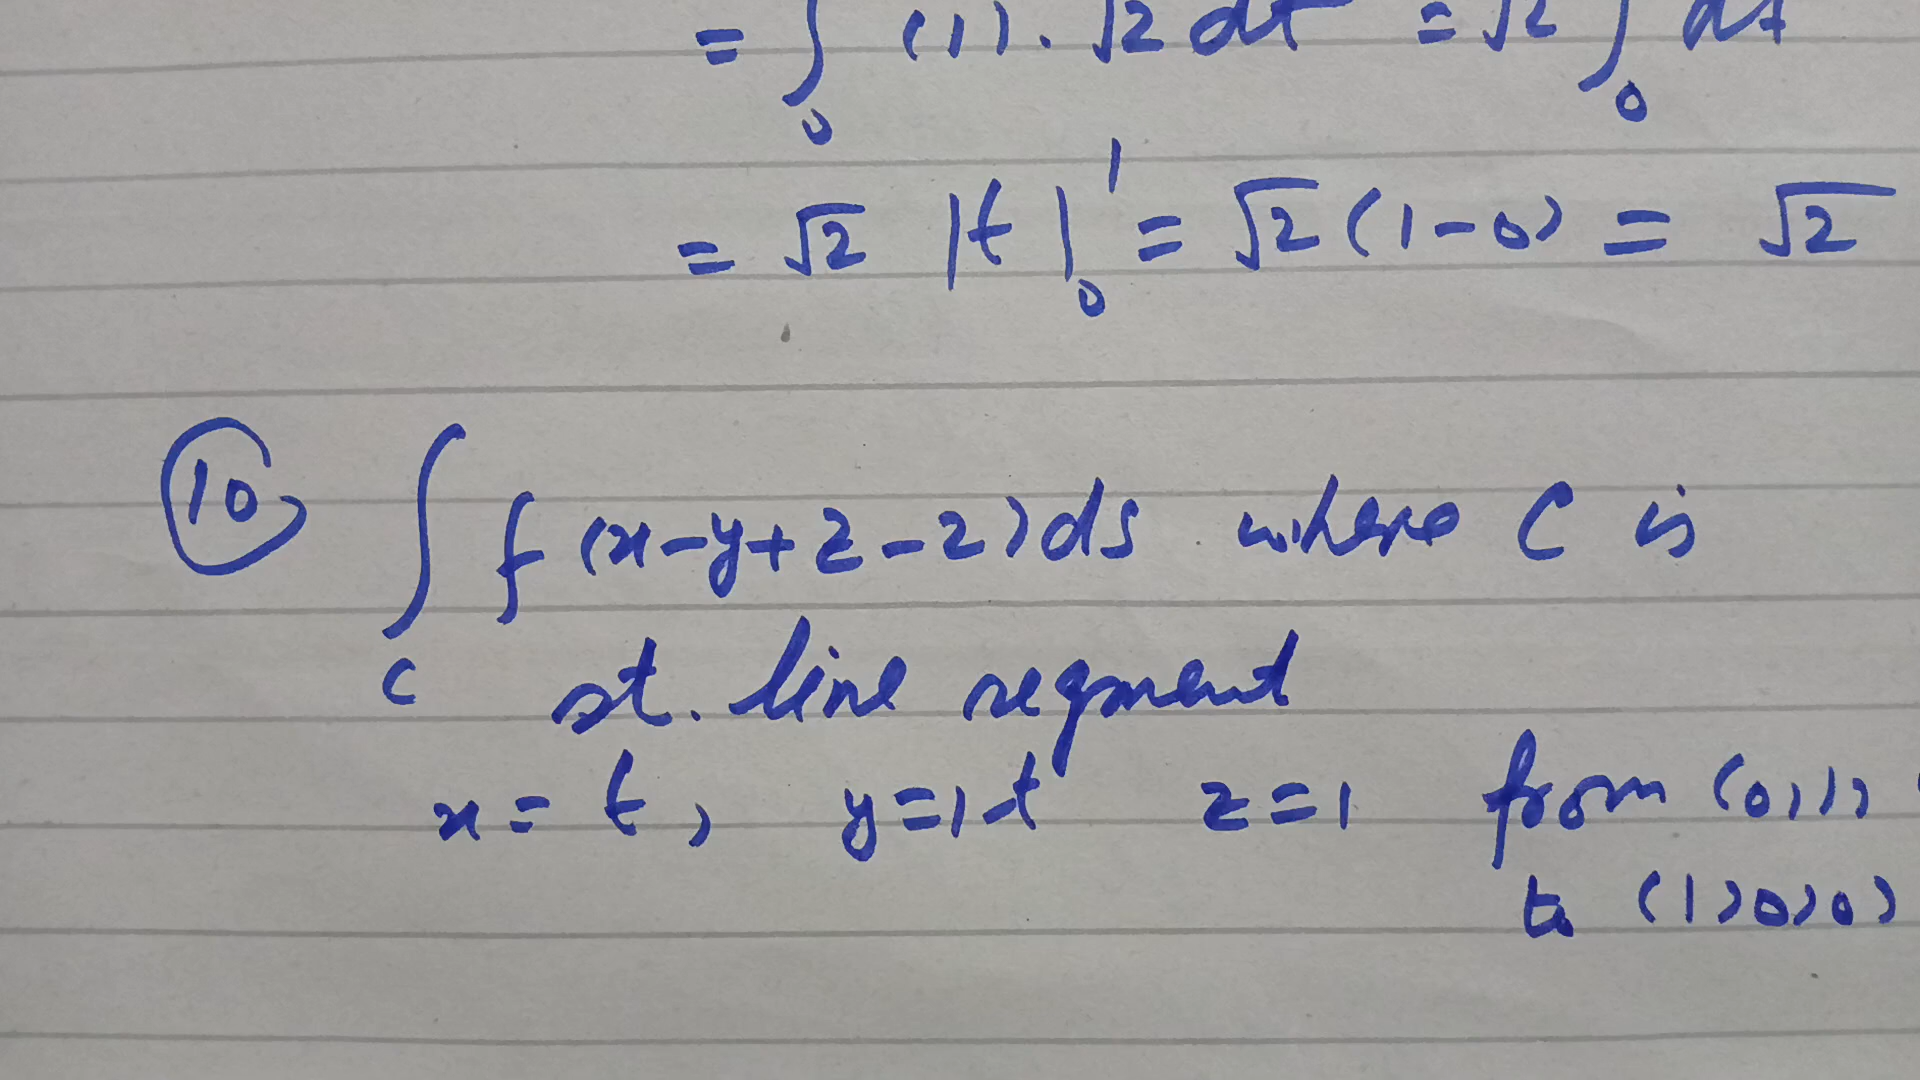 = ∫₀ (1). √2 dt = √2 ∫₀ dt
= √2 |t|₀¹ = √2 (1-0) = √2
(10) ∫ f (x-y+z-2) ds where C is
C st. line segment
x = t, y=1-t z=1 from (0,1,
to (1,0,0)